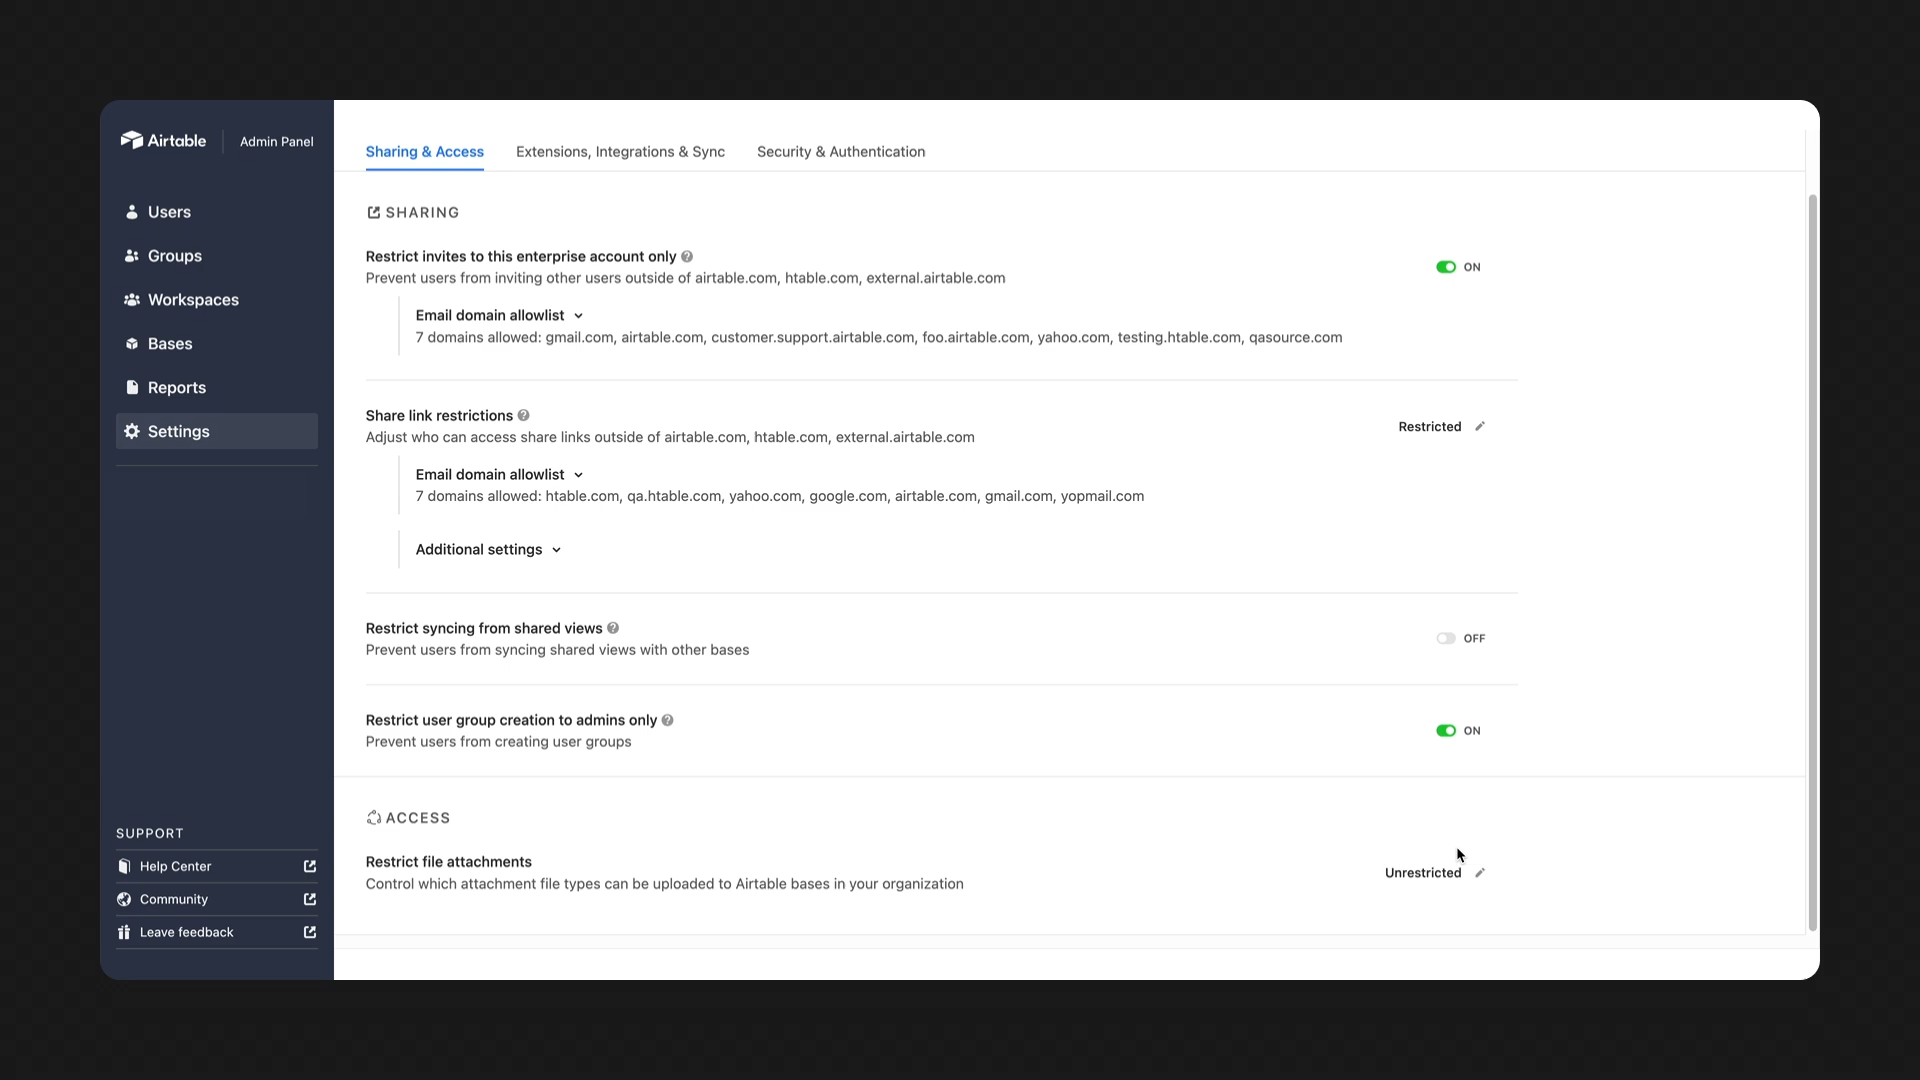 Airtable
Admin Panel
Users
Groups
Workspaces
Bases
Reports
Settings
SUPPORT
Help Center
Community
Leave feedback
Sharing & Access
Extensions, Integrations & Sync
Security & Authentication
SHARING
Restrict invites to this enterprise account only
Prevent users from inviting other users outside of airtable.com, htable.com, external.airtable.com
ON
Email domain allowlist
7 domains allowed: gmail.com, airtable.com, customer.support.airtable.com, foo.airtable.com, yahoo.com, testing.htable.com, qasource.com
Share link restrictions
Adjust who can access share links outside of airtable.com, htable.com, external.airtable.com
Restricted
Email domain allowlist
7 domains allowed: htable.com, qa.htable.com, yahoo.com, google.com, airtable.com, gmail.com, yopmail.com
Additional settings
Restrict syncing from shared views
Prevent users from syncing shared views with other bases
OFF
Restrict user group creation to admins only
Prevent users from creating user groups
ON
ACCESS
Restrict file attachments
Control which attachment file types can be uploaded to Airtable bases in your organization
Unrestricted